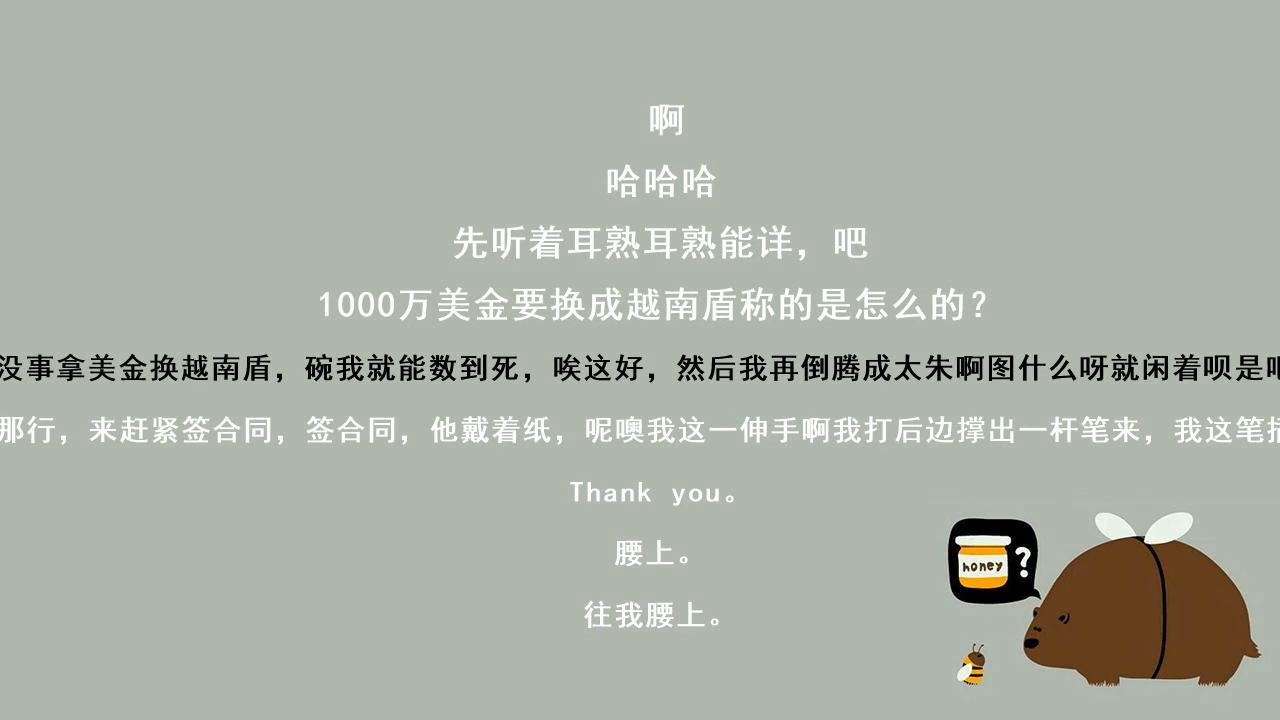 啊
哈哈哈
先听着耳熟耳熟能详，吧
1000万美金要换成越南盾称的是怎么的？
没事拿美金换越南盾，碗我就能数到死，唉这好，然后我再倒腾成太朱啊图什么呀就闲着呗是
那行，来赶紧签合同，签合同，他戴着纸，呢噢我这一伸手啊我打后边撑出一杆笔来，我这笔
Thank you。
腰上。
往我腰上。
honey
?